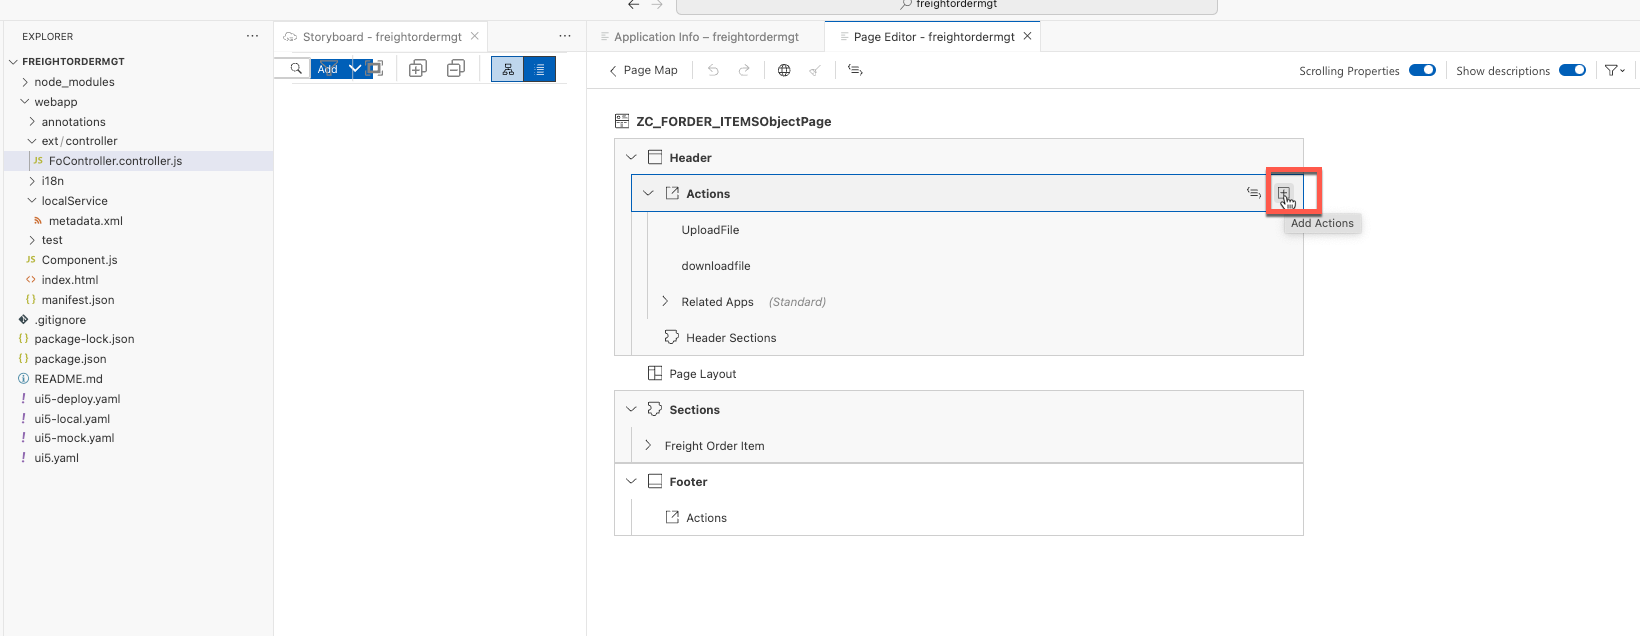 freightordermgt
EXPLORER
FREIGHTORDERMGT
node_modules
webapp
annotations
ext/controller
JS FoController.controller.js
i18n
localService
metadata.xml
test
JS Component.js
<> index.html
{} manifest.json
.gitignore
{} package-lock.json
{} package.json
README.md
! ui5-deploy.yaml
! ui5-local.yaml
! ui5-mock.yaml
! ui5.yaml
Storyboard - freightordermgt
Add
Application Info – freightordermgt
Page Editor - freightordermgt
Page Map
Scrolling Properties
Show descriptions
ZC_FORDER_ITEMSObjectPage
Header
Actions
Add Actions
UploadFile
downloadfile
Related Apps (Standard)
Header Sections
Page Layout
Sections
Freight Order Item
Footer
Actions